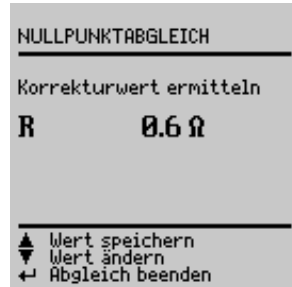 NULLPUNKTABGLEICH
Korrekturwert ermitteln
R 0.6 Ω
▲ Wert speichern
▼ Wert ändern
↵ Abgleich beenden